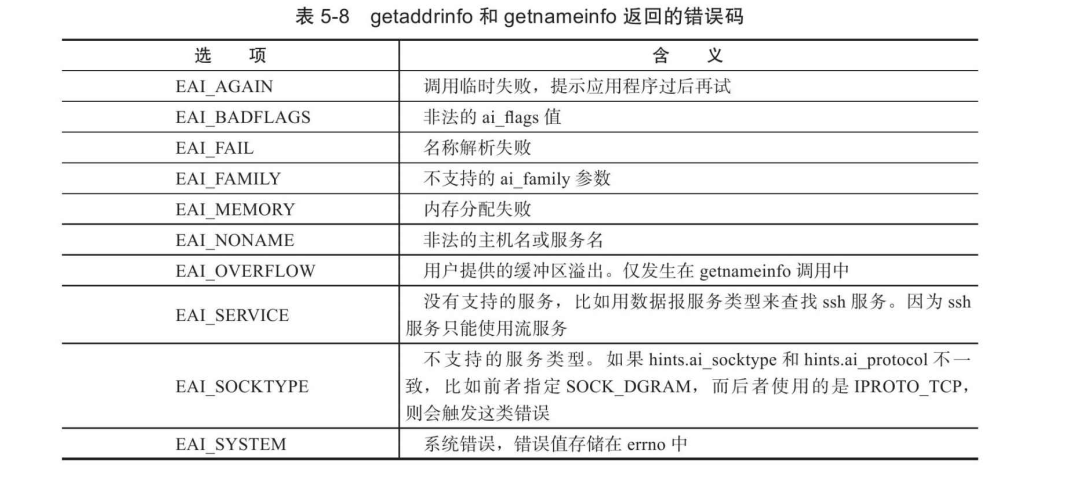 表 5-8 getaddrinfo 和 getnameinfo 返回的错误码
选 项 含 义
EAI_AGAIN 调用临时失败，提示应用程序过后再试
EAI_BADFLAGS 非法的 ai_flags 值
EAI_FAIL 名称解析失败
EAI_FAMILY 不支持的 ai_family 参数
EAI_MEMORY 内存分配失败
EAI_NONAME 非法的主机名或服务名
EAI_OVERFLOW 用户提供的缓冲区溢出。仅发生在 getnameinfo 调用中
EAI_SERVICE 没有支持的服务，比如用数据报服务类型来查找 ssh 服务。因为 ssh
服务只能使用流服务
EAI_SOCKTYPE 不支持的服务类型。如果 hints.ai_socktype 和 hints.ai_protocol 不一
致，比如前者指定 SOCK_DGRAM，而后者使用的是 IPROTO_TCP，
则会触发这类错误
EAI_SYSTEM 系统错误，错误值存储在 errno 中